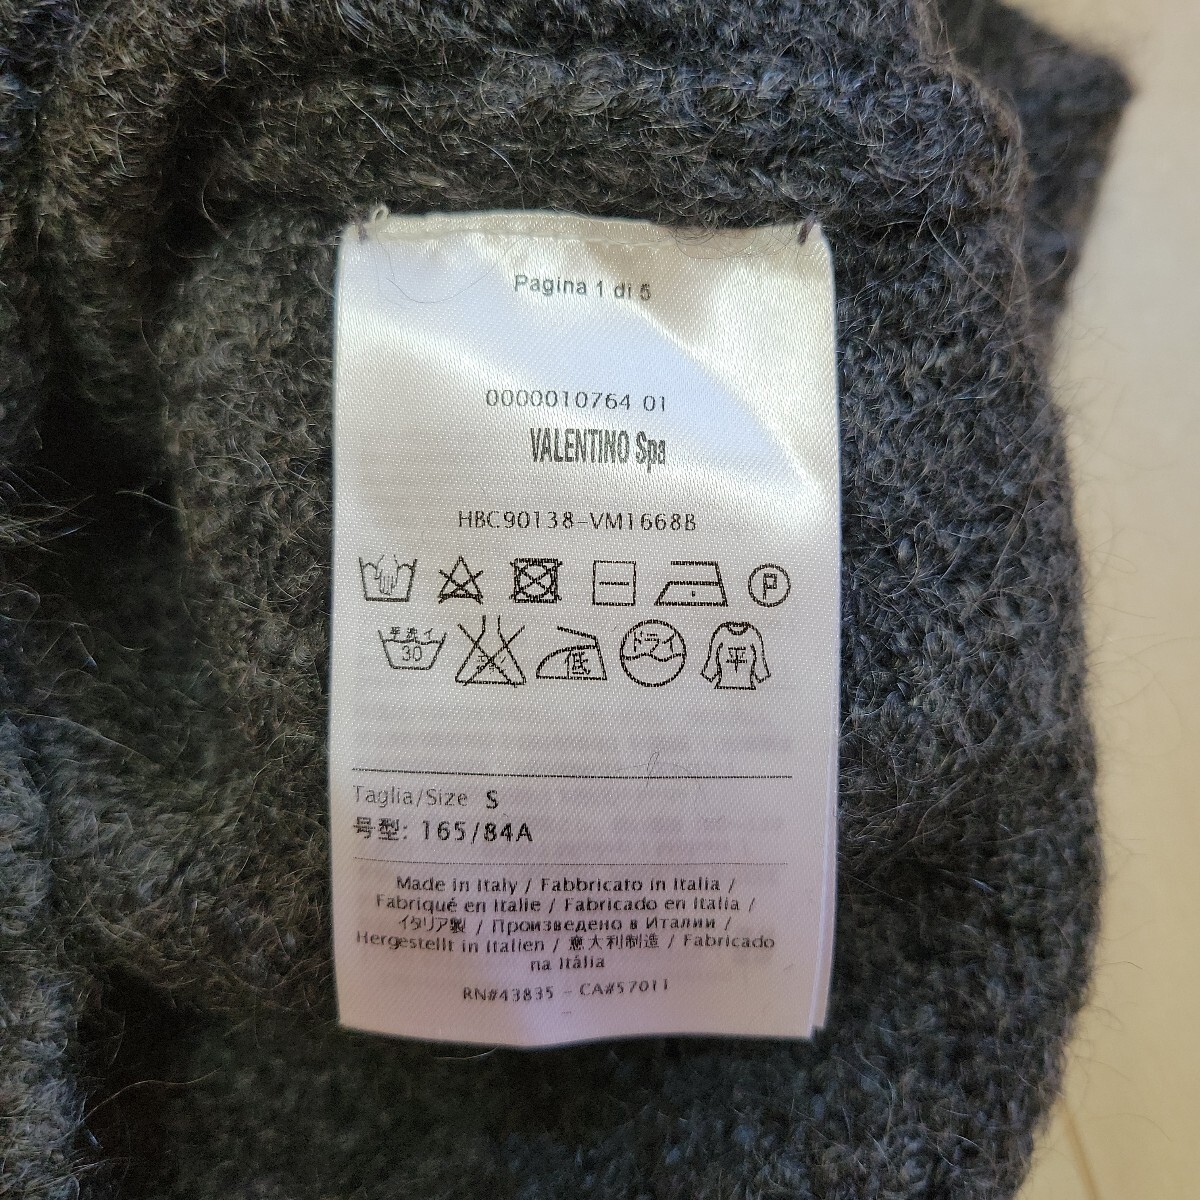 Pagina 1 di 5
0000010764 01
VALENTINO Spa
HBC90138-VM1668B
P
手洗イ
30
低
ドライ
平
Taglia/Size S
号型: 165/84A
Made in Italy / Fabbricato in Italia /
Fabriqué en Italie / Fabricado en Italia /
イタリア製 / Произведено в Италии /
Hergestellt in Italien / 意大利制造 / Fabricado
na Itália
RN#43835 - CA#57011